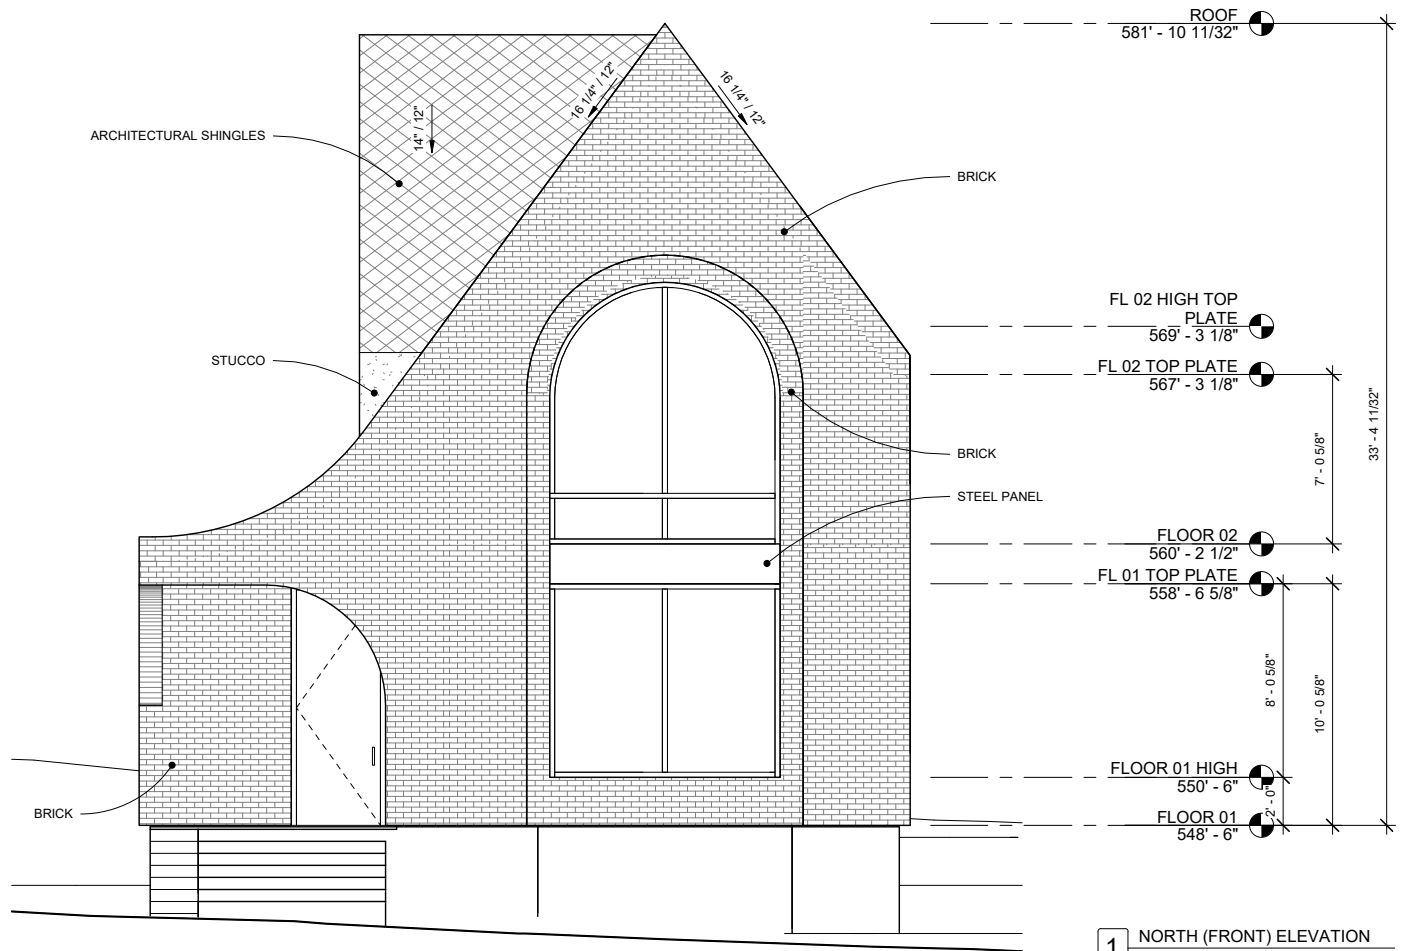 ROOF
581' - 10 11/32"
16 1/4" / 12"
16 1/4" / 12"
14" / 12"
ARCHITECTURAL SHINGLES
BRICK
FL 02 HIGH TOP
PLATE
569' - 3 1/8"
STUCCO
FL 02 TOP PLATE
567' - 3 1/8"
33' - 4 11/32"
7' - 0 5/8"
BRICK
STEEL PANEL
FLOOR 02
560' - 2 1/2"
FL 01 TOP PLATE
558' - 6 5/8"
8' - 0 5/8"
10' - 0 5/8"
FLOOR 01 HIGH
550' - 6"
2' - 0"
BRICK
FLOOR 01
548' - 6"
1
NORTH (FRONT) ELEVATION